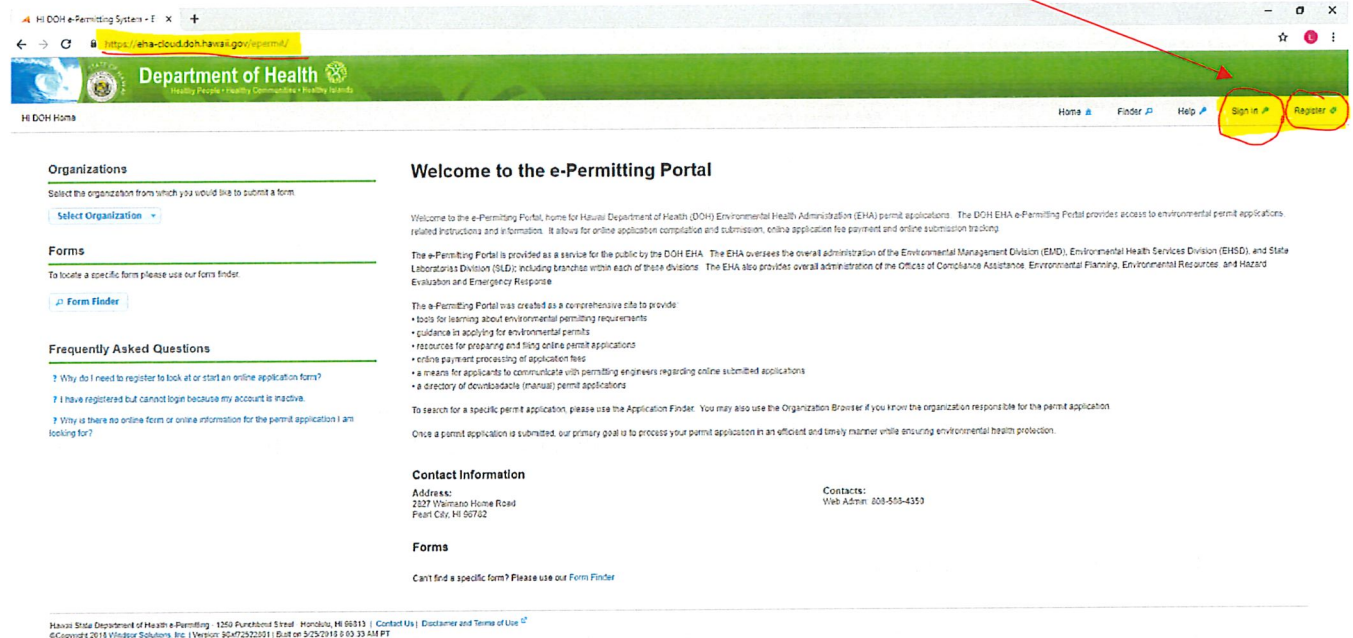 HI DOH e-Permitting System - E
https://eha-cloud.doh.hawaii.gov/epermit/
Department of Health
Healthy People • Healthy Communities • Healthy Islands
HI DOH Home
Home
Finder
Help
Sign In
Register
Organizations
Select the organization from which you would like to submit a form.
Select Organization
Forms
To locate a specific form please use our form finder.
Form Finder
Frequently Asked Questions
? Why do I need to register to look at or start an online application form?
? I have registered but cannot login because my account is inactive.
? Why is there no online form or online information for the permit application I am
looking for?
Welcome to the e-Permitting Portal
Welcome to the e-Permitting Portal, home for Hawaii Department of Health (DOH) Environmental Health Administration (EHA) permit applications. The DOH EHA e-Permitting Portal provides access to environmental permit applications,
related instructions and information. It allows for online application compilation and submission, online application fee payment and online submission tracking.
The e-Permitting Portal is provided as a service for the public by the DOH EHA. The EHA oversees the overall administration of the Environmental Management Division (EMD), Environmental Health Services Division (EHSD), and State
Laboratories Division (SLD); including branches within each of these divisions. The EHA also provides overall administration of the Offices of Compliance Assistance, Environmental Planning, Environmental Resources, and Hazard
Evaluation and Emergency Response
The e-Permitting Portal was created as a comprehensive site to provide:
• tools for learning about environmental permitting requirements
• guidance in applying for environmental permits
• resources for preparing and filing online permit applications
• online payment processing of application fees
• a means for applicants to communicate with permitting engineers regarding online submitted applications
• a directory of downloadable (manual) permit applications
To search for a specific permit application, please use the Application Finder. You may also use the Organization Browser if you know the organization responsible for the permit application
Once a permit application is submitted, our primary goal is to process your permit application in an efficient and timely manner while ensuring environmental health protection.
Contact Information
Address:
2827 Waimano Home Road
Pearl City, HI 96782
Contacts:
Web Admin: 808-586-4350
Forms
Can't find a specific form? Please use our Form Finder
Hawaii State Department of Health e-Permitting - 1250 Punchbowl Street Honolulu, HI 96813 | Contact Us | Disclaimer and Terms of Use
©Copyright 2018 Windsor Solutions, Inc. | Version: | Built on 5/25/2018 8:03:33 AM PT